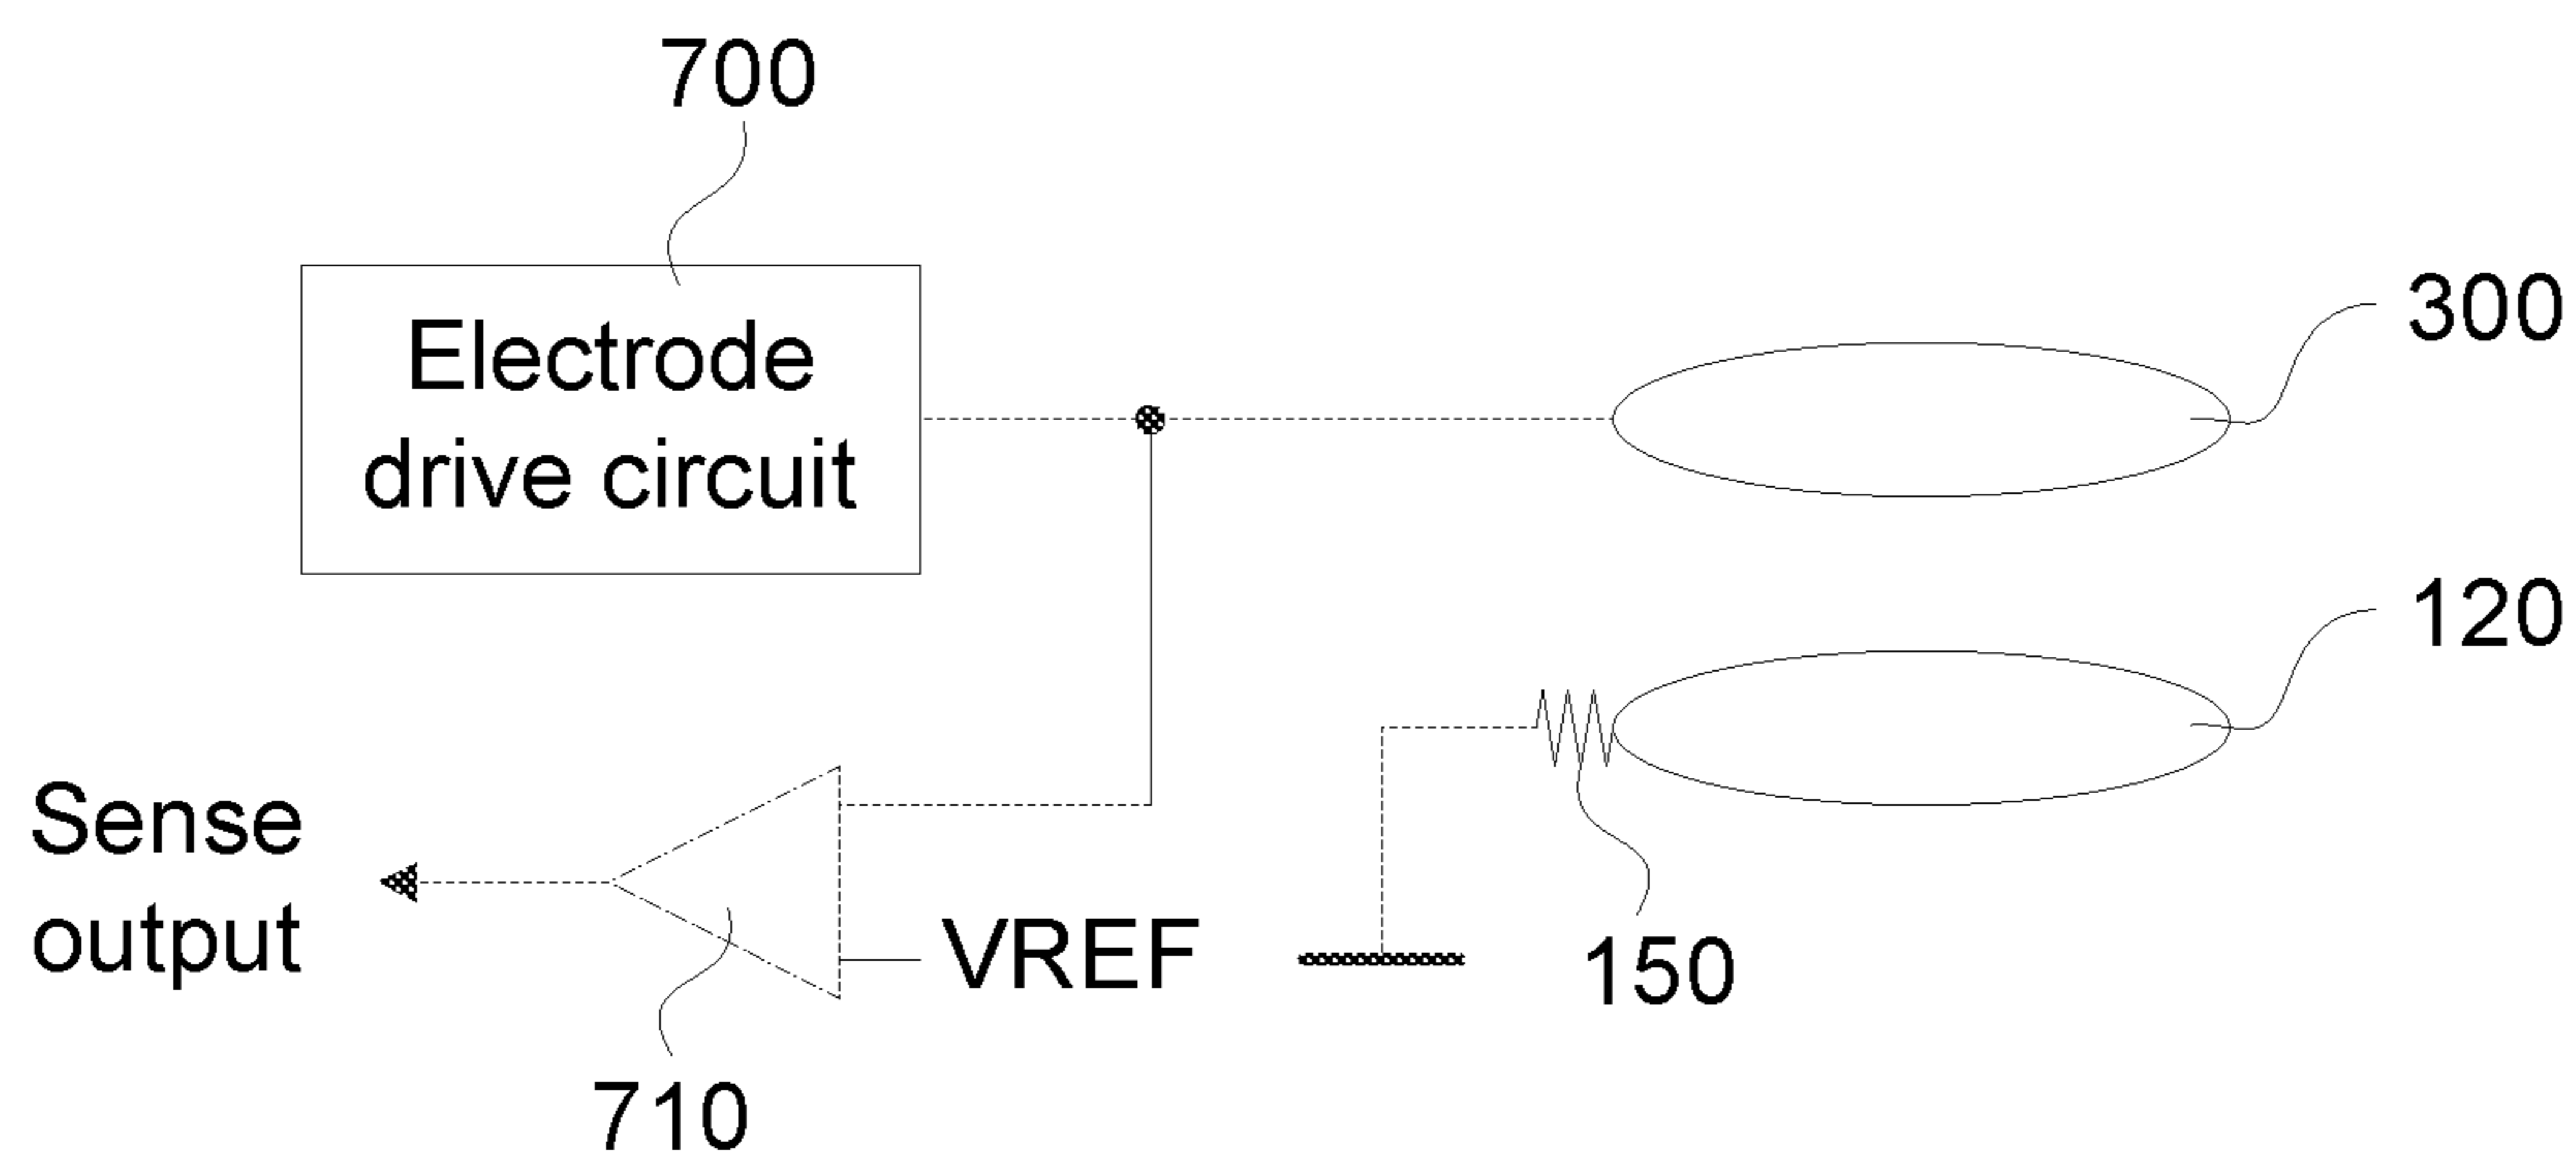 700
Electrode
drive circuit
300
120
Sense
output
VREF
150
710